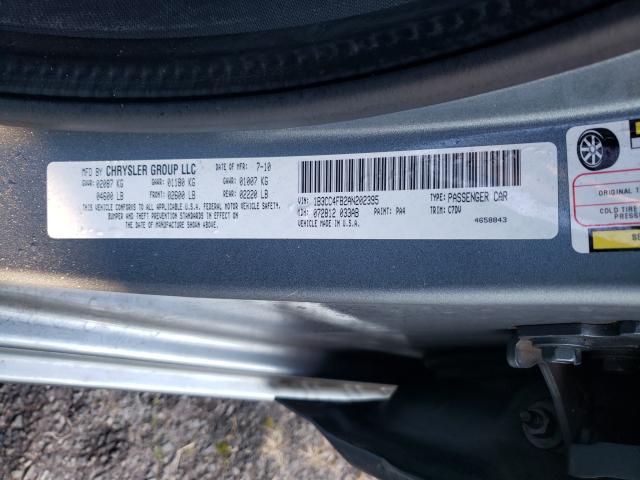 MFD BY CHRYSLER GROUP LLC DATE OF MFR 7-10
GVWR: 02087 KG GAWR: 01180 KG GAWR: 01007 KG
04600 LB FRONT: 02600 LB REAR: 02220 LB
THIS VEHICLE CONFORMS TO ALL APPLICABLE U.S.A. FEDERAL MOTOR VEHICLE SAFETY,
BUMPER AND THEFT PREVENTION STANDARDS IN EFFECT ON
THE DATE OF MANUFACTURE SHOWN ABOVE.
VIN: 1B3CC4FB2AN202395 TYPE: PASSENGER CAR
MDH: 072812 033AB PAINT: PA4 TRIM: C7DV
VEHICLE MADE IN U.S.A. 4658843
ORIGINAL
COLD TIRE